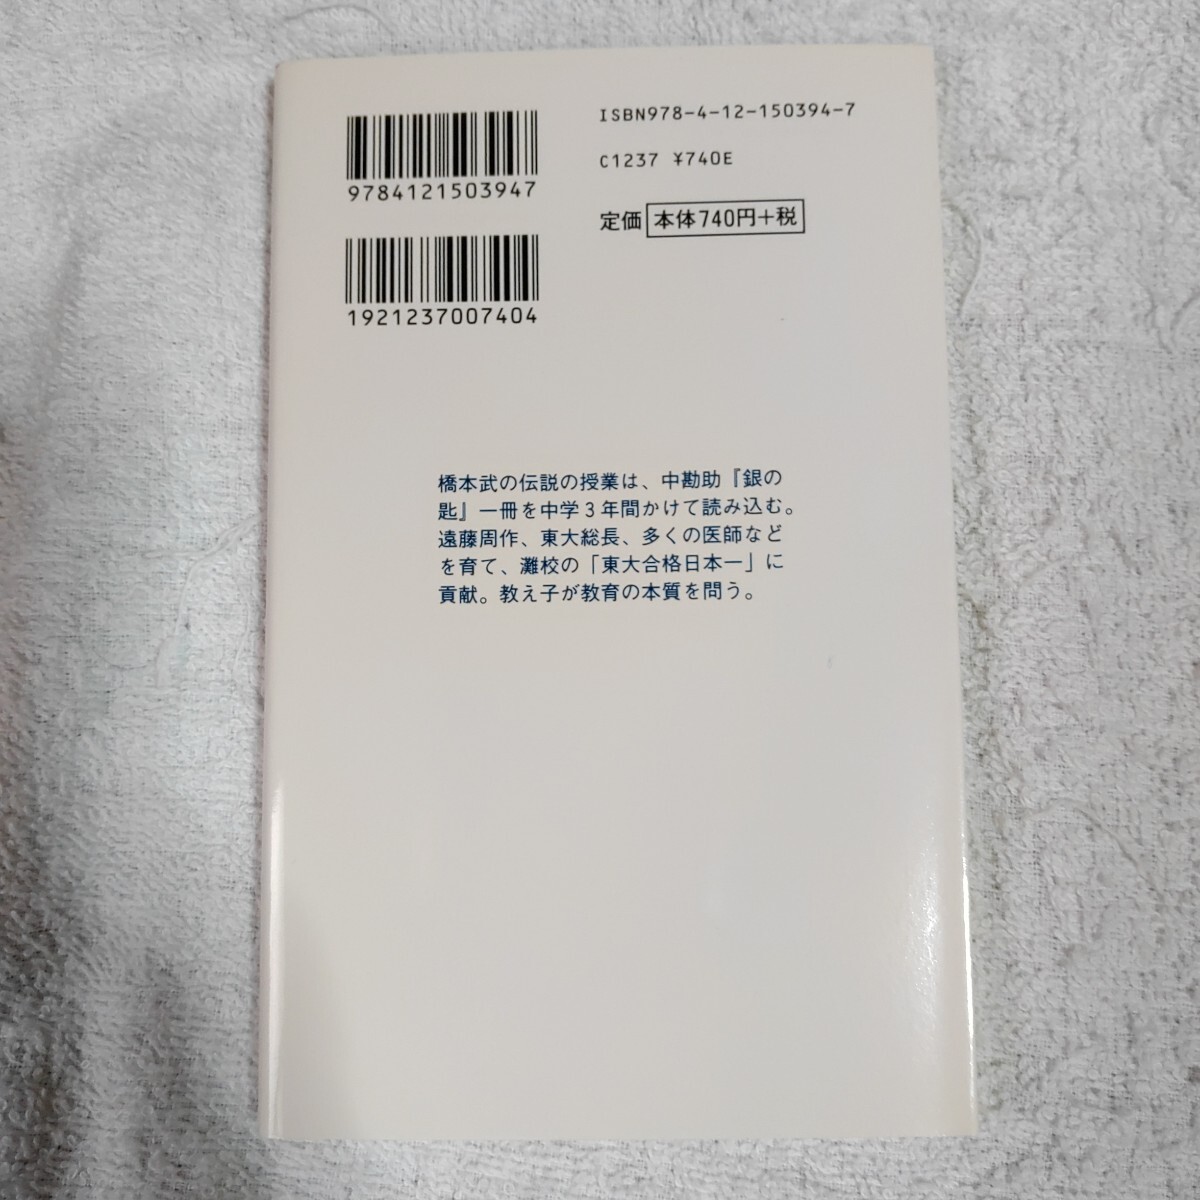 ISBN978-4-12-150394-7
C1237 ¥740E
定価 本体740円+税
9784121503947
1921237007404
橋本武の伝説の授業は、中勘助『銀の
匙』一冊を中学3年間かけて読み込む。
遠藤周作、東大総長、多くの医師など
を育て、灘校の「東大合格日本一」に
貢献。教え子が教育の本質を問う。